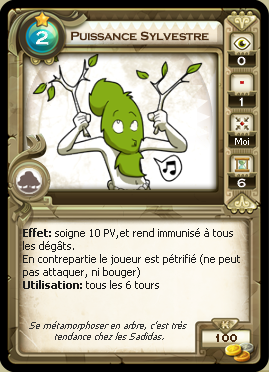 2
Puissance Sylvestre
0
1
Moi
6
Effet: soigne 10 PV,et rend immunisé à tous
les dégâts.
En contrepartie le joueur est pétrifié (ne peut
pas attaquer, ni bouger)
Utilisation: tous les 6 tours
Se métamorphoser en arbre, c'est très
tendance chez les Sadidas.
K
100